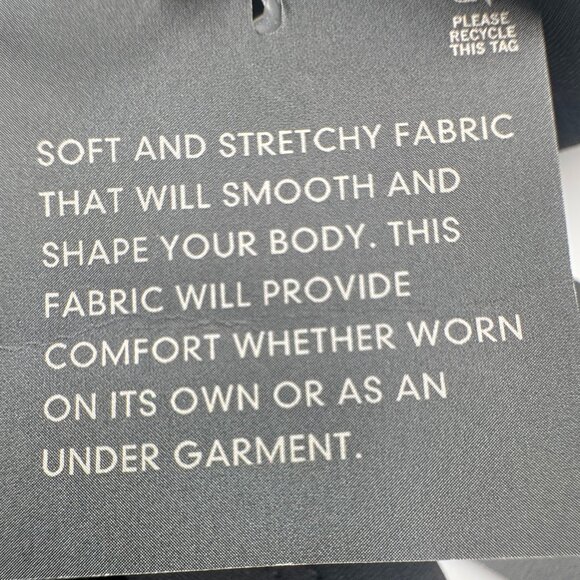 PLEASE
RECYCLE
THIS TAG
SOFT AND STRETCHY FABRIC
THAT WILL SMOOTH AND
SHAPE YOUR BODY. THIS
FABRIC WILL PROVIDE
COMFORT WHETHER WORN
ON ITS OWN OR AS AN
UNDER GARMENT.